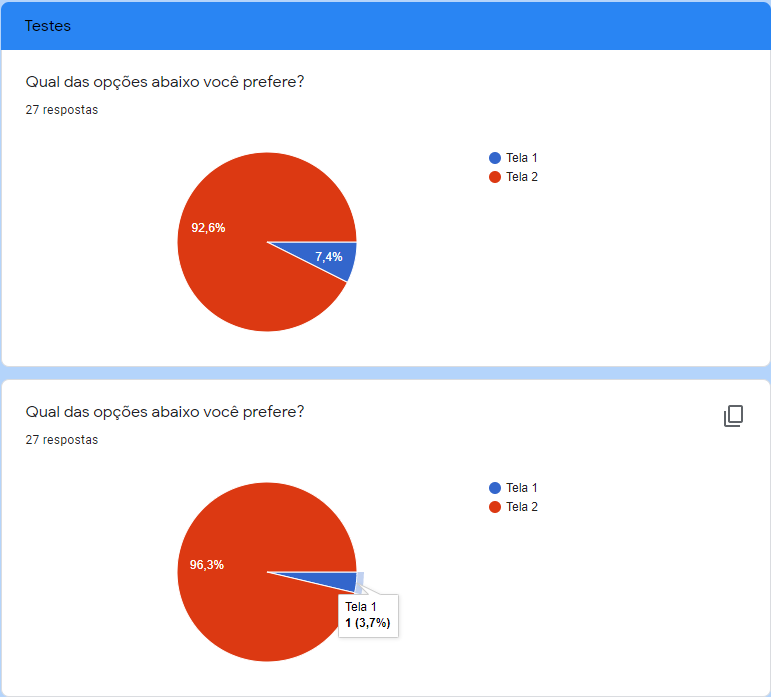 Testes
Qual das opções abaixo você prefere?
27 respostas
Tela 1
Tela 2
92,6%
7,4%
Qual das opções abaixo você prefere?
27 respostas
Tela 1
Tela 2
96,3%
Tela 1
1 (3,7%)